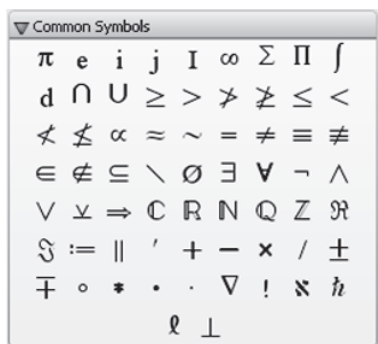 Common Symbols
π e i j I ∞ Σ Π ∫
d ∩ ∪ ≥ > ≯ ≱ ≤ <
≮ ≰ ∝ ≈ ∼ = ≠ ≡ ≢
∈ ∉ ⊆ \ ∅ ∃ ∀ ¬ ∧
∨ ⊻ ⇒ ℂ ℝ ℕ ℚ ℤ ℜ
ℑ := || ′ + − × / ±
∓ ∘ * • · ∇ ! ℵ ℏ
ℓ ⊥